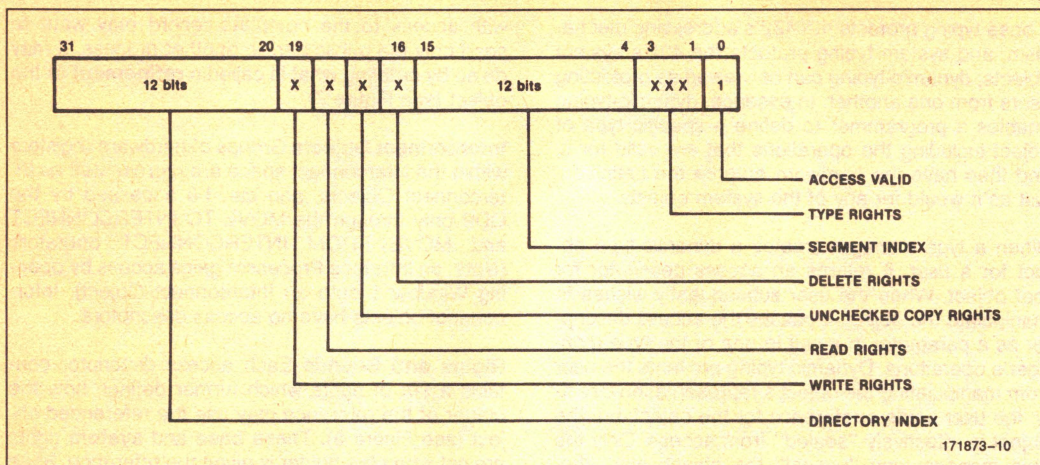 31 20 19 16 15 4 3 1 0
12 bits X X X X 12 bits X X X 1
ACCESS VALID
TYPE RIGHTS
SEGMENT INDEX
DELETE RIGHTS
UNCHECKED COPY RIGHTS
READ RIGHTS
WRITE RIGHTS
DIRECTORY INDEX
171873–10